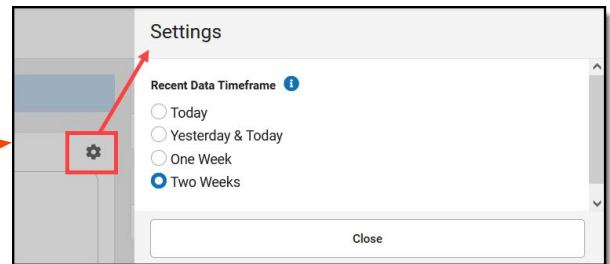 Settings
Recent Data Timeframe
Today
Yesterday & Today
One Week
Two Weeks
Close